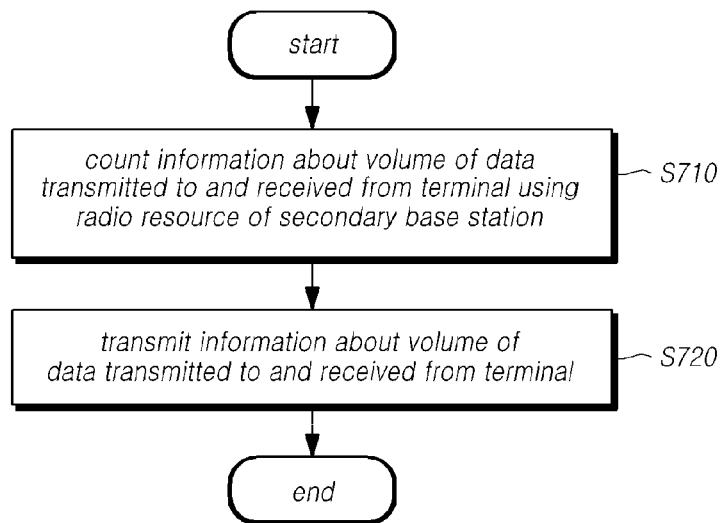 start
count information about volume of data
transmitted to and received from terminal using
radio resource of secondary base station
S710
transmit information about volume of
data transmitted to and received from terminal
S720
end